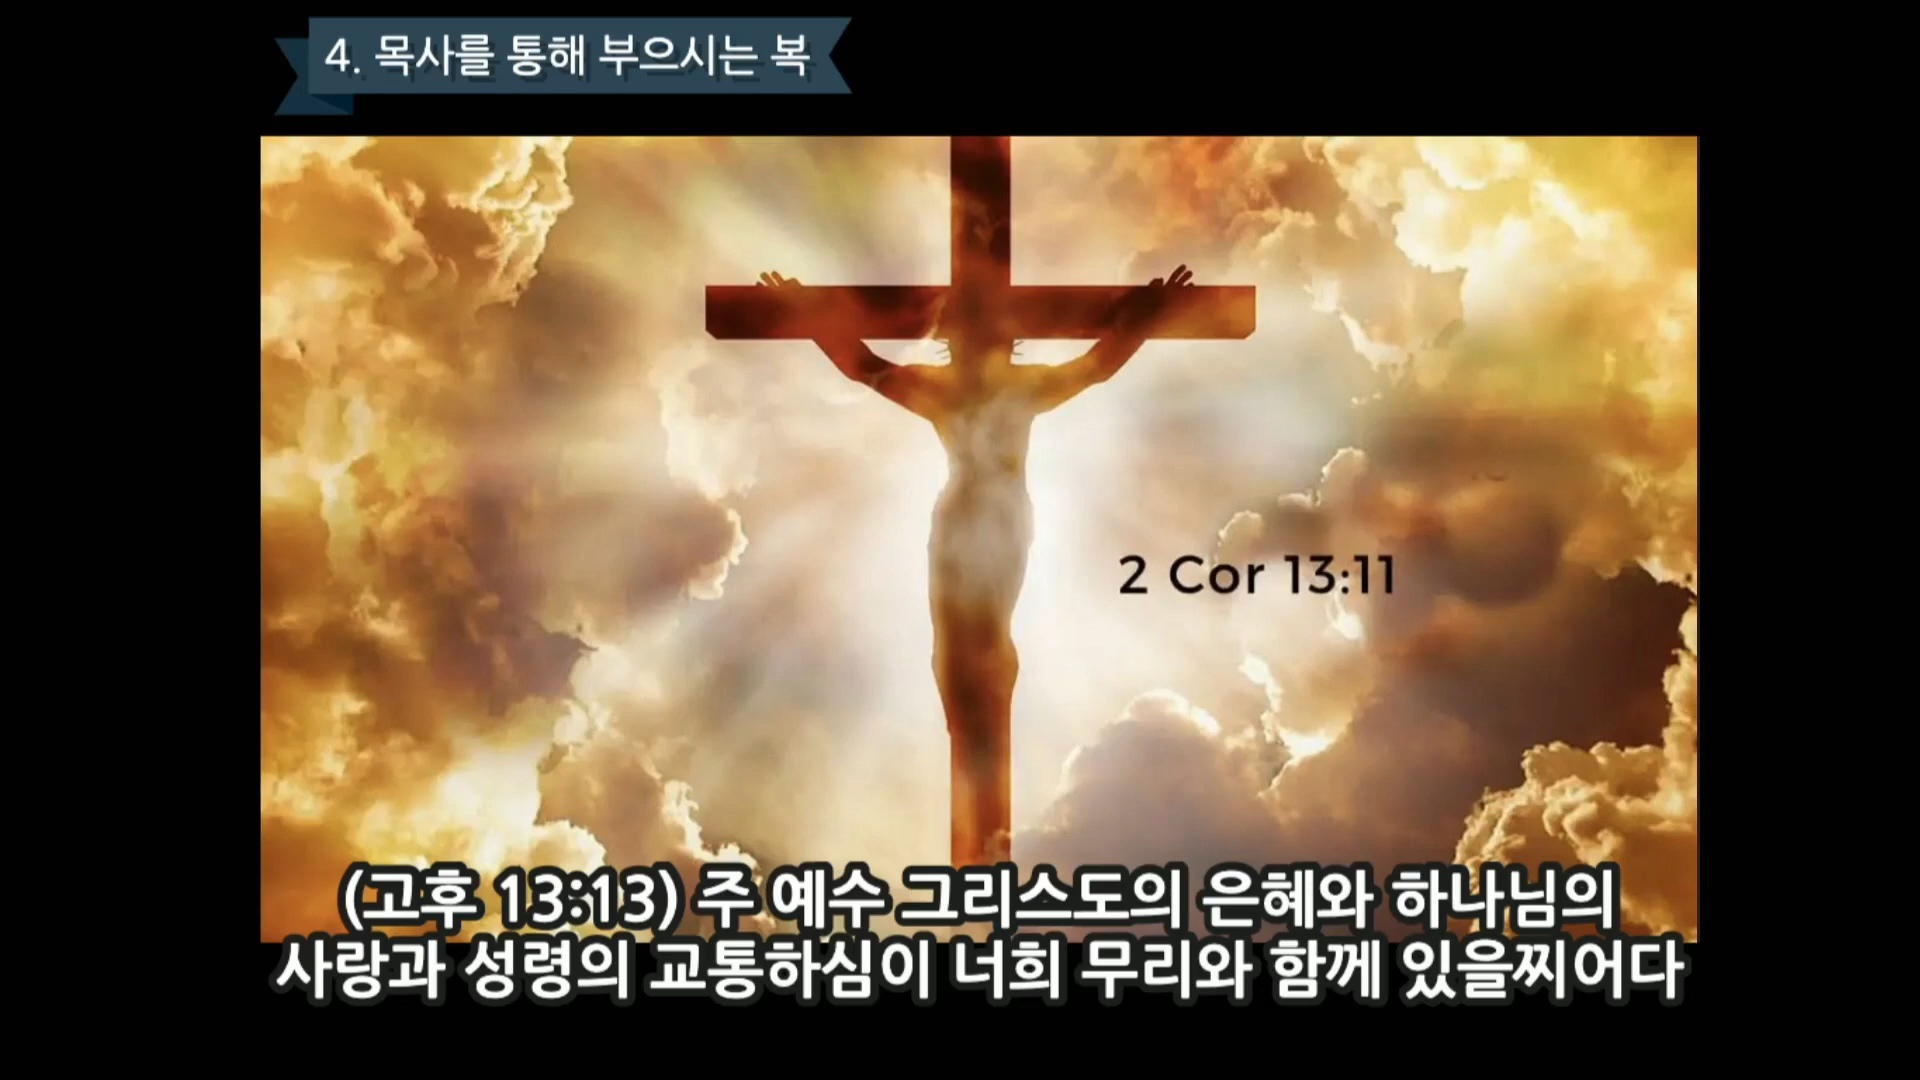 4. 목사를 통해 부으시는 복
2 Cor 13:11
(고후 13:13) 주 예수 그리스도의 은혜와 하나님의
사랑과 성령의 교통하심이 너희 무리와 함께 있을찌어다